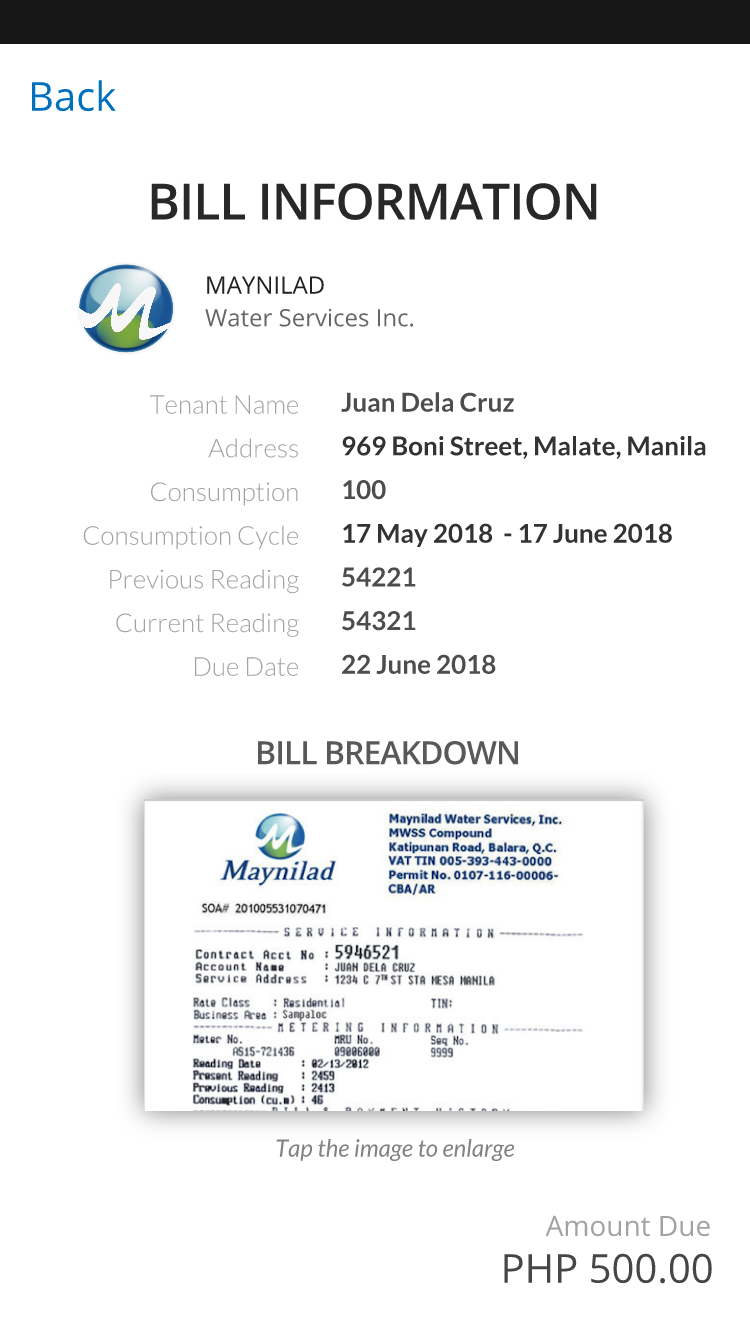 Back
BILL INFORMATION
MAYNILAD
Water Services Inc.
Tenant Name Juan Dela Cruz
Address 969 Boni Street, Malate, Manila
Consumption 100
Consumption Cycle 17 May 2018 - 17 June 2018
Previous Reading 54221
Current Reading 54321
Due Date 22 June 2018
BILL BREAKDOWN
Maynilad
Maynilad Water Services, Inc.
MWSS Compound
Katipunan Road, Balara, Q.C.
VAT TIN 005-393-443-0000
Permit No. 0107-116-00006-
CBA/AR
SOA# 201005531070471
SERVICE INFORMATION
Contract Acct No : 5946521
Account Name : JUAN DELA CRUZ
Service Address : 1234 C 7TH ST STA MESA MANILA
Rate Class : Residential TIN:
Business Area : Sampaloc
METERING INFORMATION
Meter No. MRU No. Seq No.
AS15-721436 09006000 9999
Reading Date : 02/13/2012
Present Reading : 2459
Previous Reading : 2413
Consumption (cu.m) : 46
Tap the image to enlarge
Amount Due
PHP 500.00